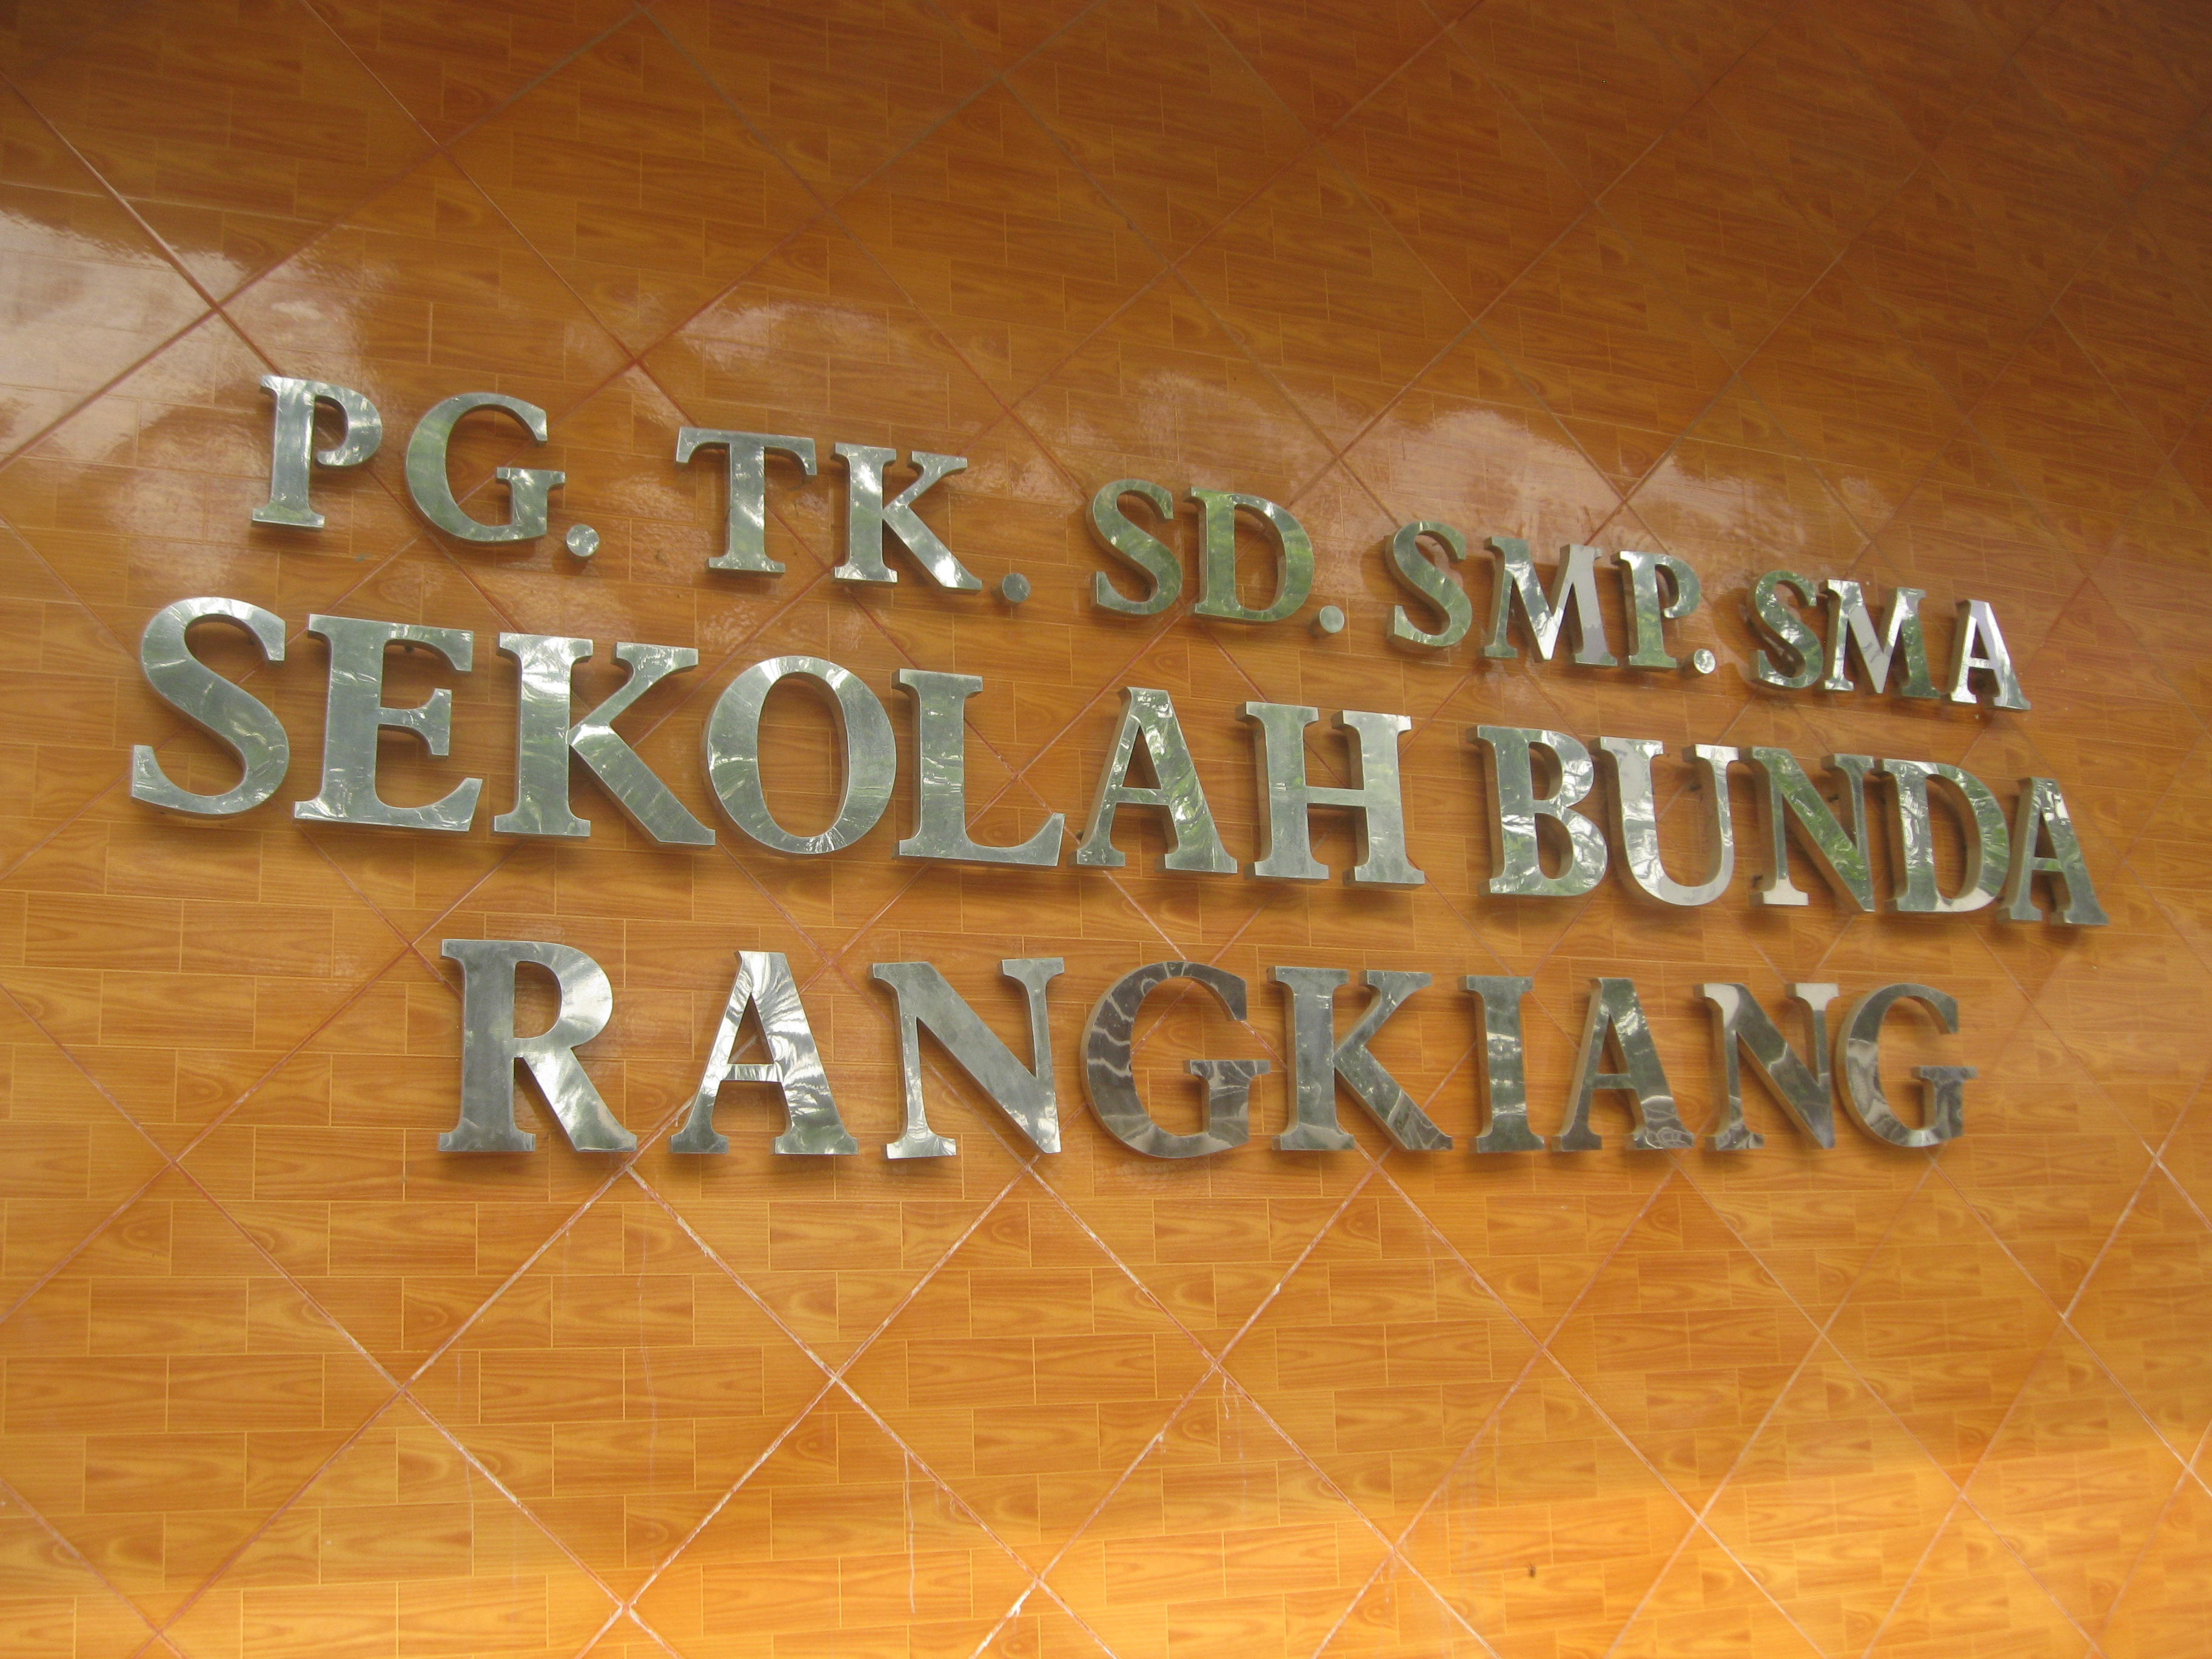 PG. TK. SD. SMP. SMA
SEKOLAH BUNDA
RANGKIANG